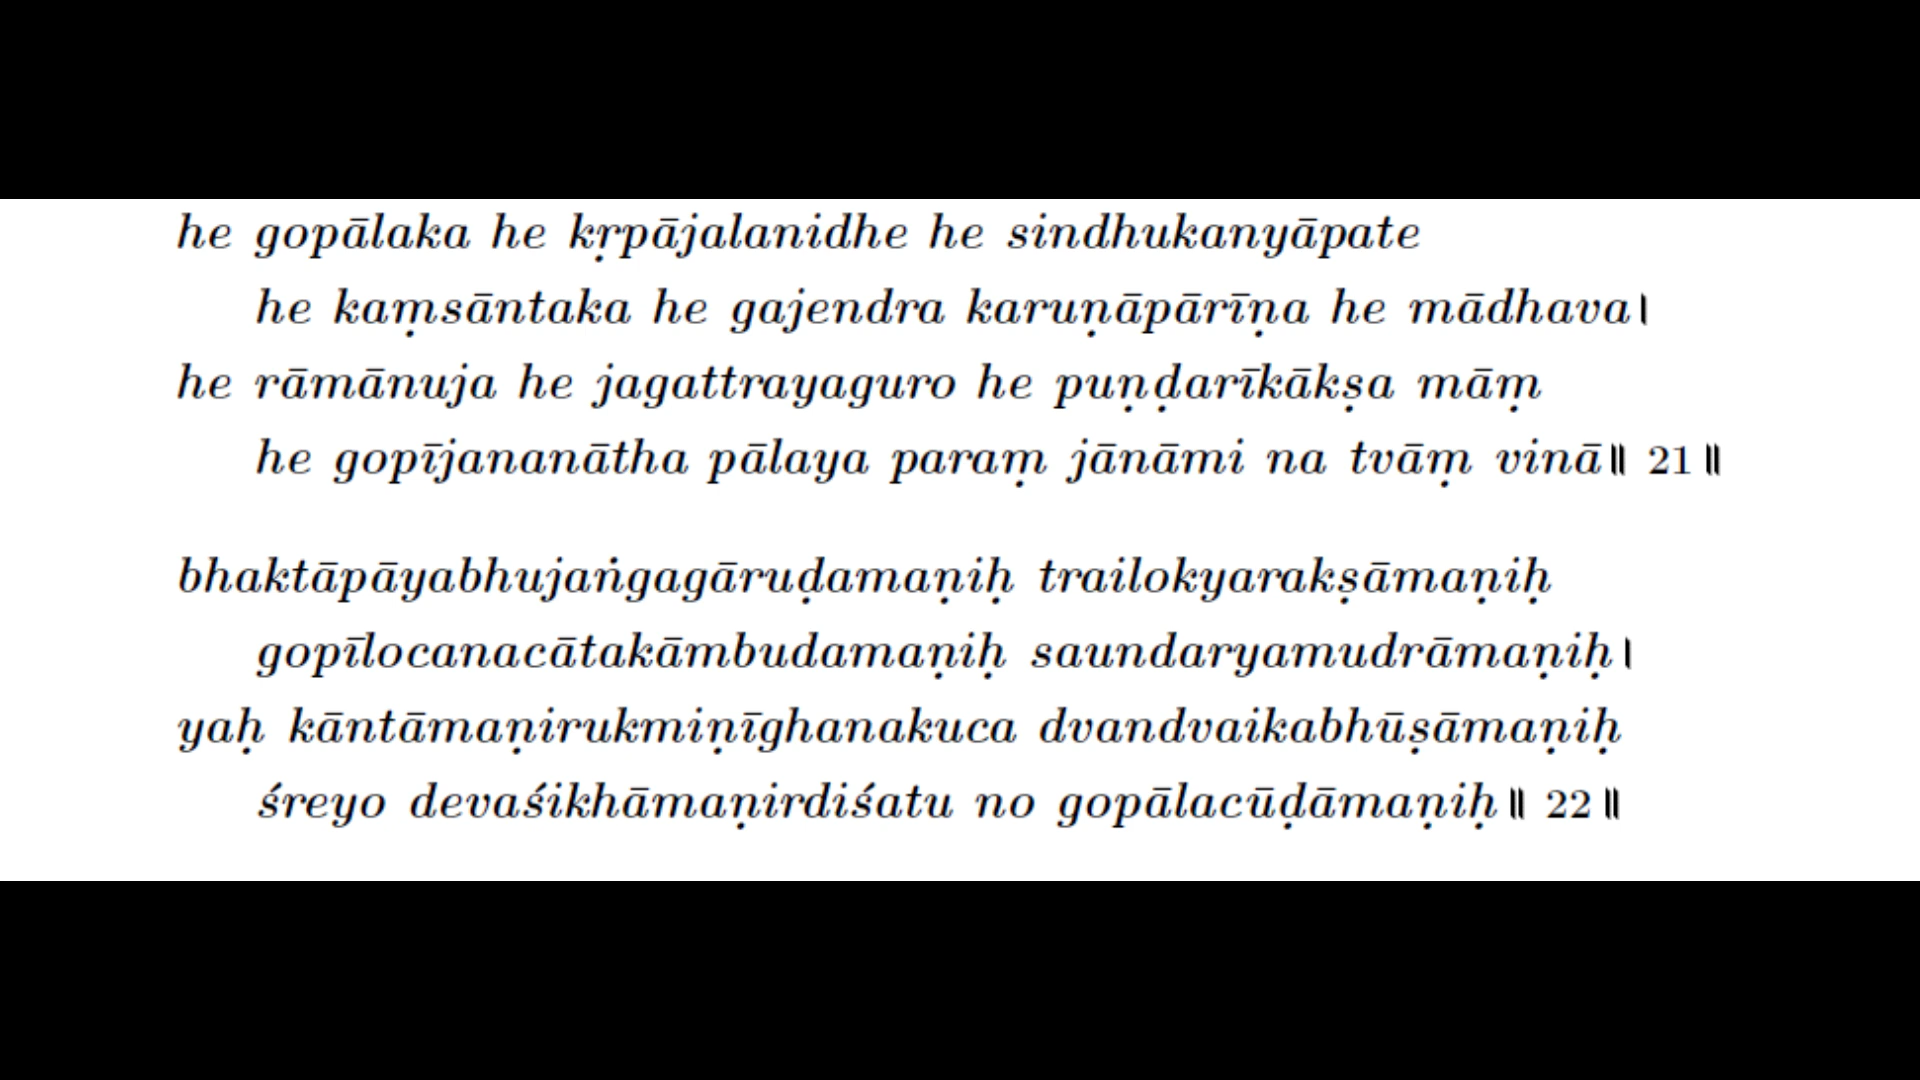 he gopālaka he kṛpājalanidhe he sindhukanyāpate
he kaṃsāntaka he gajendra karuṇāpārīṇa he mādhava।
he rāmānuja he jagattrayaguro he puṇḍarīkākṣa māṃ
he gopījananātha pālaya paraṃ jānāmi na tvāṃ vinā॥ 21॥
bhaktāpāyabhujaṅgagāruḍamaṇiḥ trailokyarakṣāmaṇiḥ
gopīlocanacātakāmbudamaṇiḥ saundaryamudrāmaṇiḥ।
yaḥ kāntāmaṇirukmiṇīghanakuca dvandvaikabhūṣāmaṇiḥ
śreyo devaśikhāmaṇirdiśatu no gopālacūḍāmaṇiḥ॥ 22॥